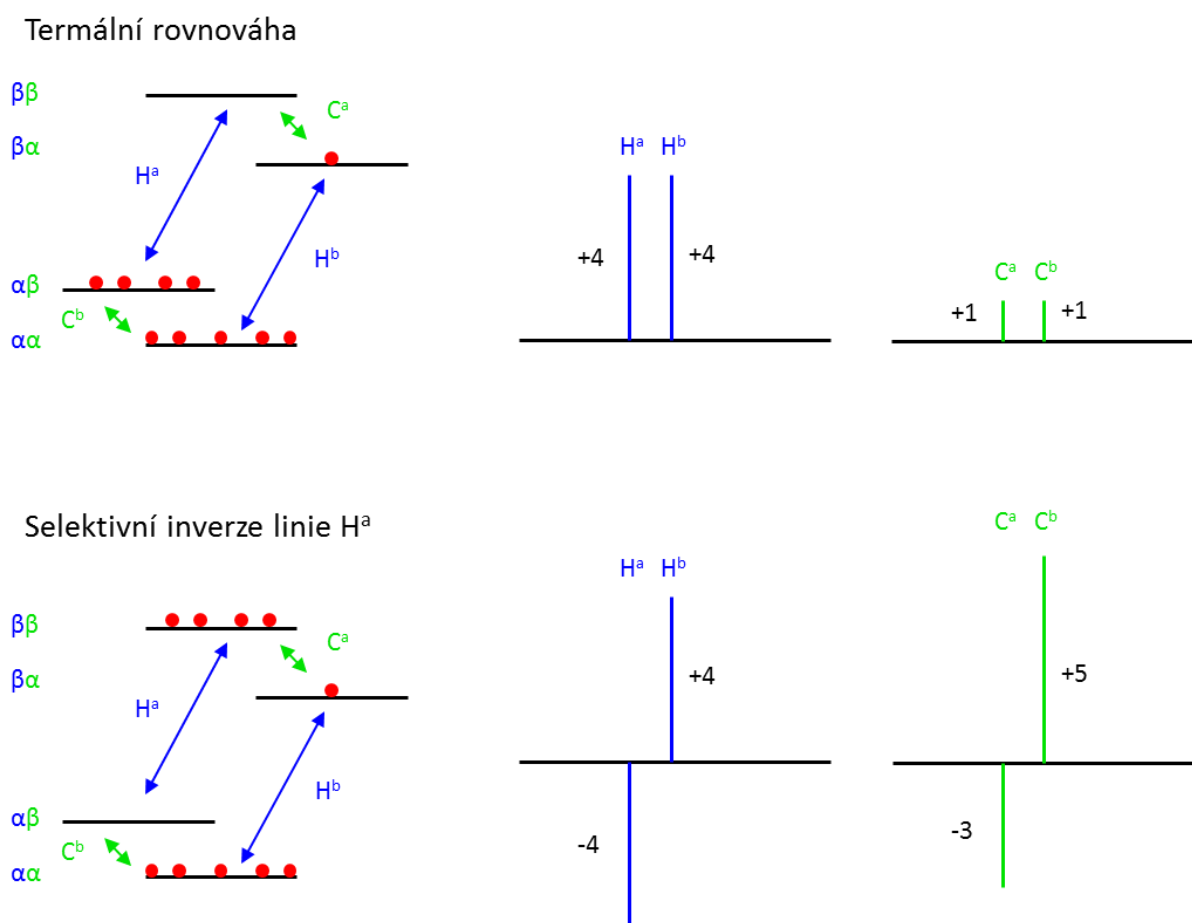 Termální rovnováha
ββ
Cᵃ
βα
Hᵃ Hᵇ
Hᵃ
+4 +4
Hᵇ
Cᵃ Cᵇ
αβ
+1 +1
Cᵇ
αα
Selektivní inverze linie Hᵃ
Cᵃ Cᵇ
Hᵃ Hᵇ
ββ
Cᵃ
βα
+4
+5
Hᵃ
Hᵇ
αβ
Cᵇ
-4
-3
αα